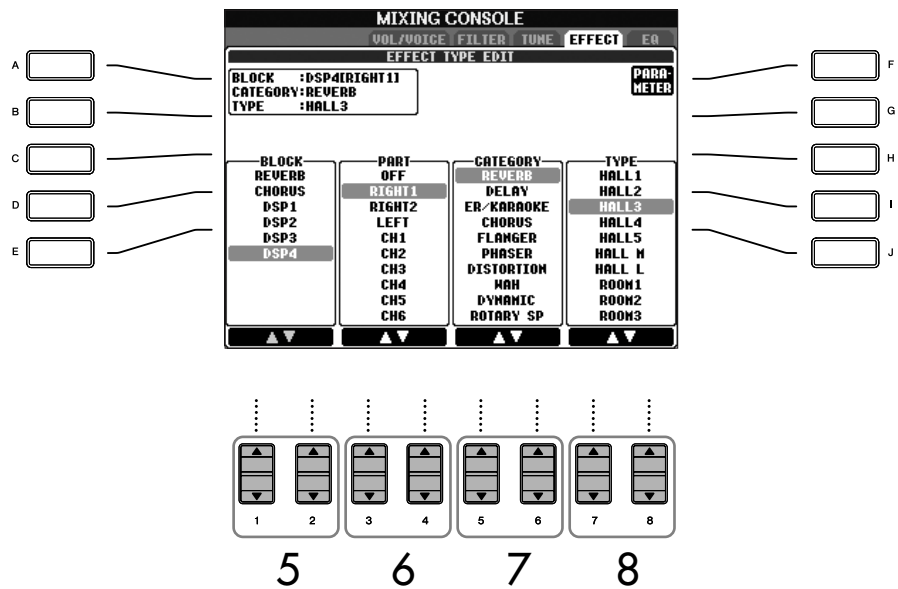 MIXING CONSOLE
VOL/VOICE FILTER TUNE EFFECT EQ
EFFECT TYPE EDIT
BLOCK :DSP4[RIGHT1]
CATEGORY:REVERB
TYPE :HALL3
PARA-
METER
A
B
C
D
E
F
G
H
I
J
BLOCK
REVERB
CHORUS
DSP1
DSP2
DSP3
DSP4
PART
OFF
RIGHT1
RIGHT2
LEFT
CH1
CH2
CH3
CH4
CH5
CH6
CATEGORY
REVERB
DELAY
ER/KARAOKE
CHORUS
FLANGER
PHASER
DISTORTION
WAH
DYNAMIC
ROTARY SP
TYPE
HALL1
HALL2
HALL3
HALL4
HALL5
HALL M
HALL L
ROOM1
ROOM2
ROOM3
1 2 3 4 5 6 7 8
5 6 7 8